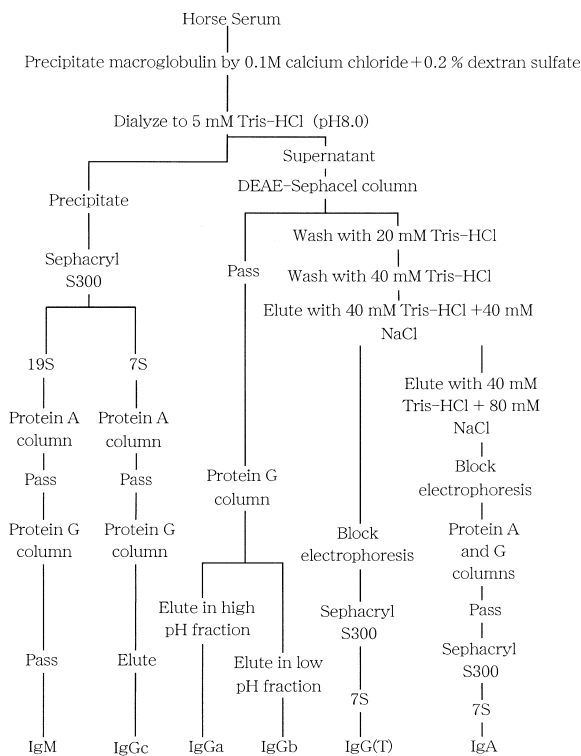 Horse Serum
Precipitate macroglobulin by 0.1M calcium chloride+0.2 % dextran sulfate
Dialyze to 5 mM Tris-HCl (pH8.0)
Supernatant
DEAE-Sephacel column
Precipitate
Wash with 20 mM Tris-HCl
Sephacryl
S300
Pass
Wash with 40 mM Tris-HCl
Elute with 40 mM Tris-HCl +40 mM
NaCl
19S
7S
Elute with 40 mM
Tris-HCl + 80 mM
NaCl
Protein A
column
Protein A
column
Block
electrophoresis
Pass
Pass
Protein G
column
Protein G
column
Protein G
column
Block
electrophoresis
Protein A
and G
columns
Elute in high
pH fraction
Sephacryl
S300
Pass
Pass
Elute
Elute in low
pH fraction
Sephacryl
S300
7S
7S
IgM
IgGc
IgGa
IgGb
IgG(T)
IgA